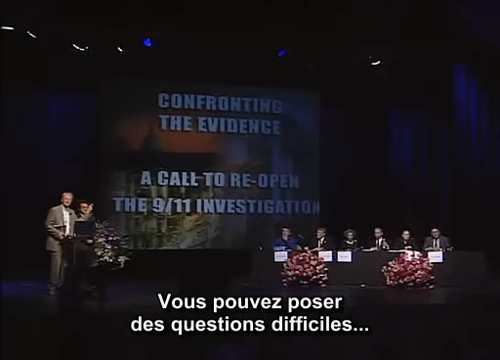 CONFRONTING
THE EVIDENCE
A CALL TO RE-OPEN
THE 9/11 INVESTIGATION
Vous pouvez poser
des questions difficiles...